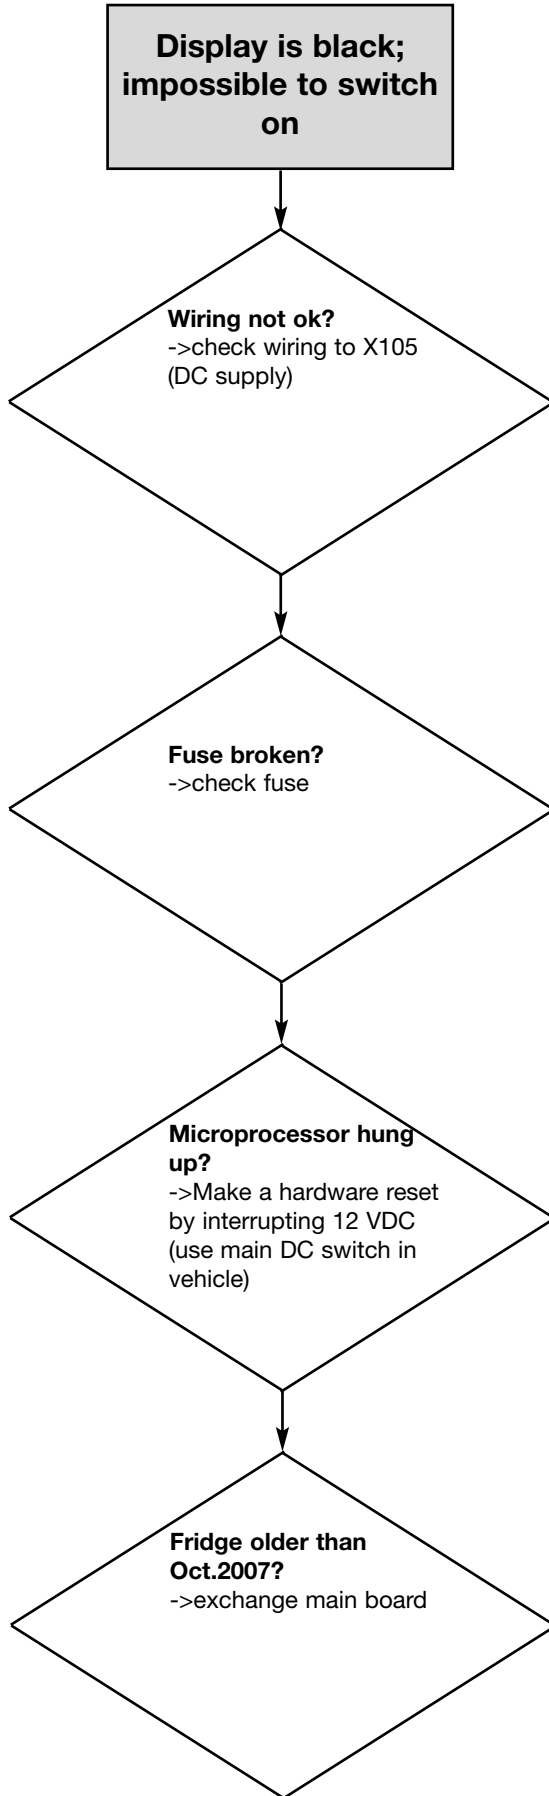 Display is black;
impossible to switch
on
Wiring not ok?
->check wiring to X105
(DC supply)
Fuse broken?
->check fuse
Microprocessor hung
up?
->Make a hardware reset
by interrupting 12 VDC
(use main DC switch in
vehicle)
Fridge older than
Oct.2007?
->exchange main board